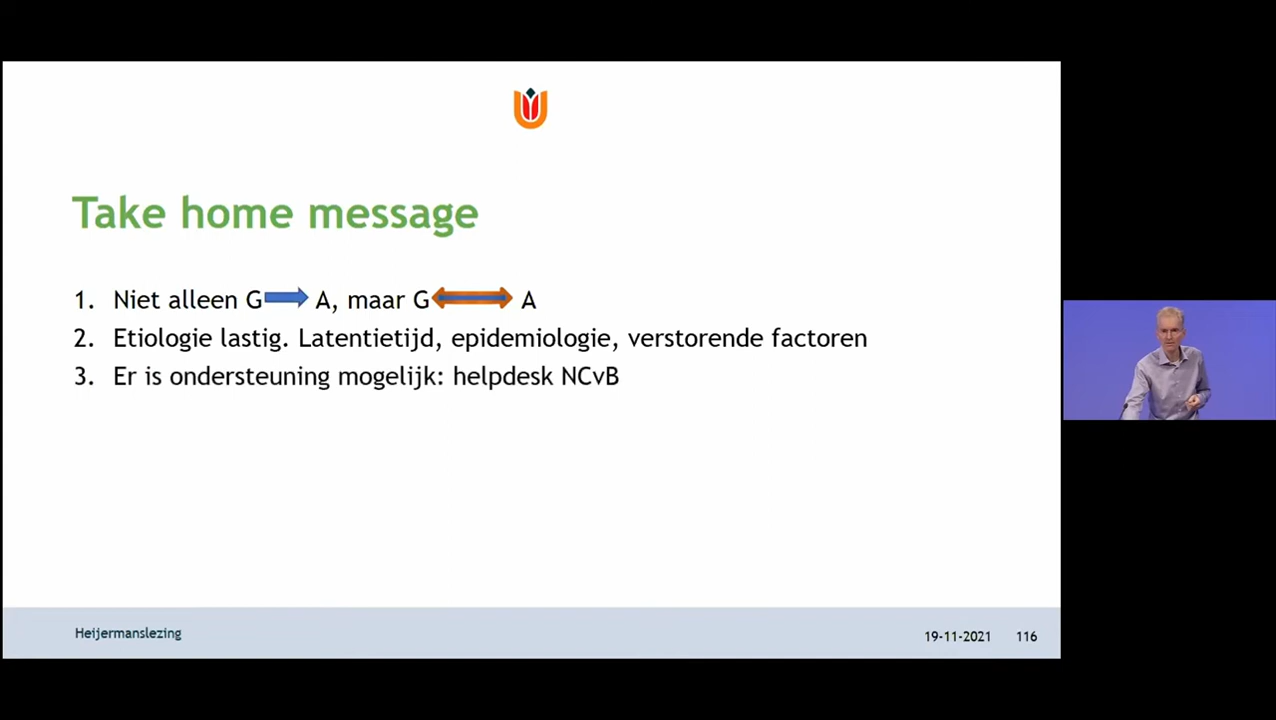 Take home message
1. Niet alleen G A, maar G A
2. Etiologie lastig. Latentietijd, epidemiologie, verstorende factoren
3. Er is ondersteuning mogelijk: helpdesk NCvB
Heijermanslezing
19-11-2021 116